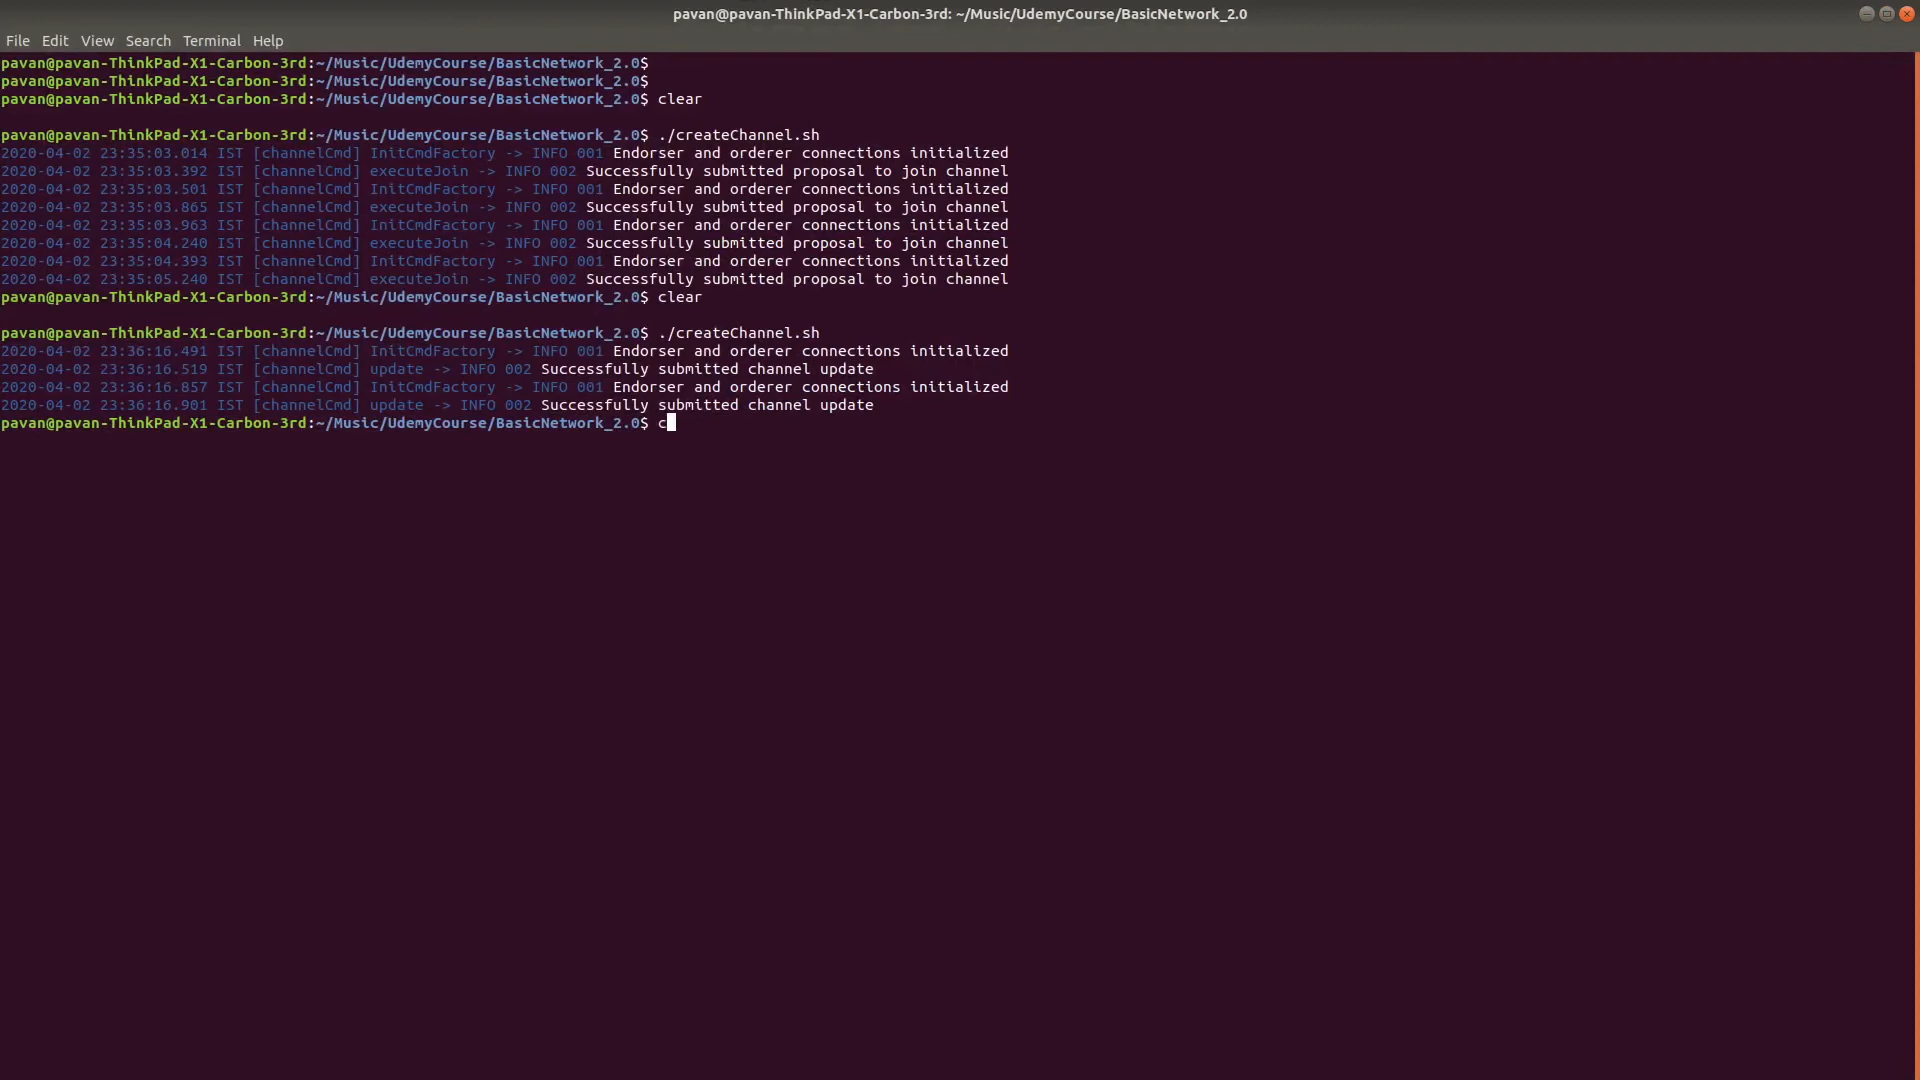 pavan@pavan-ThinkPad-X1-Carbon-3rd: ~/Music/UdemyCourse/BasicNetwork_2.0
File Edit View Search Terminal Help
pavan@pavan-ThinkPad-X1-Carbon-3rd:~/Music/UdemyCourse/BasicNetwork_2.0$
pavan@pavan-ThinkPad-X1-Carbon-3rd:~/Music/UdemyCourse/BasicNetwork_2.0$
pavan@pavan-ThinkPad-X1-Carbon-3rd:~/Music/UdemyCourse/BasicNetwork_2.0$ clear
pavan@pavan-ThinkPad-X1-Carbon-3rd:~/Music/UdemyCourse/BasicNetwork_2.0$ ./createChannel.sh
2020-04-02 23:35:03.014 IST [channelCmd] InitCmdFactory -> INFO 001 Endorser and orderer connections initialized
2020-04-02 23:35:03.392 IST [channelCmd] executeJoin -> INFO 002 Successfully submitted proposal to join channel
2020-04-02 23:35:03.501 IST [channelCmd] InitCmdFactory -> INFO 001 Endorser and orderer connections initialized
2020-04-02 23:35:03.865 IST [channelCmd] executeJoin -> INFO 002 Successfully submitted proposal to join channel
2020-04-02 23:35:03.963 IST [channelCmd] InitCmdFactory -> INFO 001 Endorser and orderer connections initialized
2020-04-02 23:35:04.240 IST [channelCmd] executeJoin -> INFO 002 Successfully submitted proposal to join channel
2020-04-02 23:35:04.393 IST [channelCmd] InitCmdFactory -> INFO 001 Endorser and orderer connections initialized
2020-04-02 23:35:05.240 IST [channelCmd] executeJoin -> INFO 002 Successfully submitted proposal to join channel
pavan@pavan-ThinkPad-X1-Carbon-3rd:~/Music/UdemyCourse/BasicNetwork_2.0$ clear
pavan@pavan-ThinkPad-X1-Carbon-3rd:~/Music/UdemyCourse/BasicNetwork_2.0$ ./createChannel.sh
2020-04-02 23:36:16.491 IST [channelCmd] InitCmdFactory -> INFO 001 Endorser and orderer connections initialized
2020-04-02 23:36:16.519 IST [channelCmd] update -> INFO 002 Successfully submitted channel update
2020-04-02 23:36:16.857 IST [channelCmd] InitCmdFactory -> INFO 001 Endorser and orderer connections initialized
2020-04-02 23:36:16.901 IST [channelCmd] update -> INFO 002 Successfully submitted channel update
pavan@pavan-ThinkPad-X1-Carbon-3rd:~/Music/UdemyCourse/BasicNetwork_2.0$ c